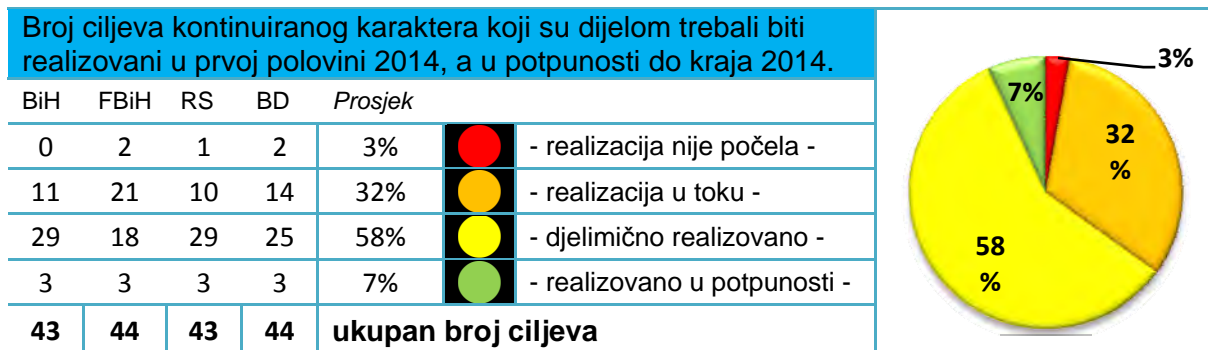 Broj ciljeva kontinuiranog karaktera koji su dijelom trebali biti
realizovani u prvoj polovini 2014, a u potpunosti do kraja 2014.
BiH FBiH RS BD Prosjek
0 2 1 2 3% - realizacija nije počela -
11 21 10 14 32% - realizacija u toku -
29 18 29 25 58% - djelimično realizovano -
3 3 3 3 7% - realizovano u potpunosti -
43 44 43 44 ukupan broj ciljeva
3%
7%
32
%
58
%